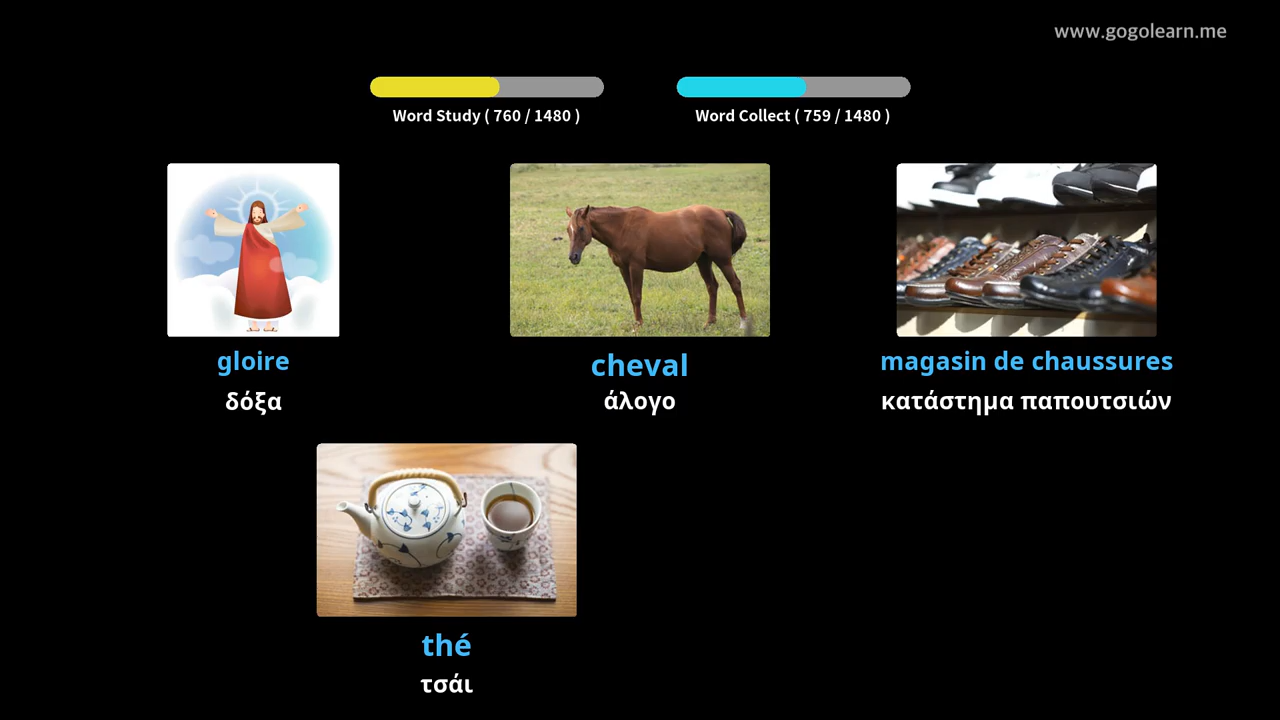 www.gogolearn.me
Word Study ( 760 / 1480 )
Word Collect ( 759 / 1480 )
gloire
δόξα
cheval
άλογο
magasin de chaussures
κατάστημα παπουτσιών
thé
τσάι